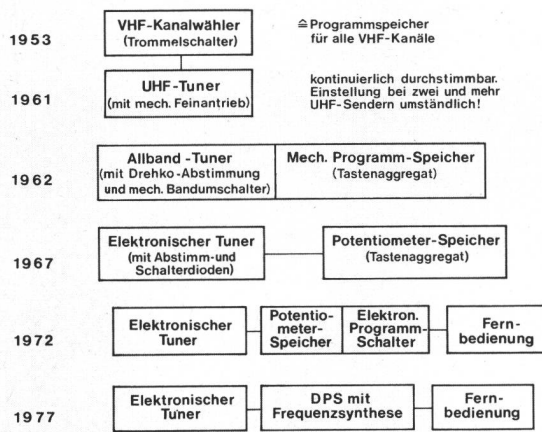 1953
VHF-Kanalwähler
(Trommelschalter)
≙ Programmspeicher
für alle VHF-Kanäle
1961
UHF-Tuner
(mit mech. Feinantrieb)
kontinuierlich durchstimmbar.
Einstellung bei zwei und mehr
UHF-Sendern umständlich!
1962
Allband-Tuner
(mit Drehko-Abstimmung
und mech. Bandumschalter)
Mech. Programm-Speicher
(Tastenaggregat)
1967
Elektronischer Tuner
(mit Abstimm-und
Schalterdioden)
Potentiometer-Speicher
(Tastenaggregat)
1972
Elektronischer
Tuner
Potentio-
meter-
Speicher
Elektron.
Programm-
Schalter
Fern-
bedienung
1977
Elektronischer
Tuner
DPS mit
Frequenzsynthese
Fern-
bedienung